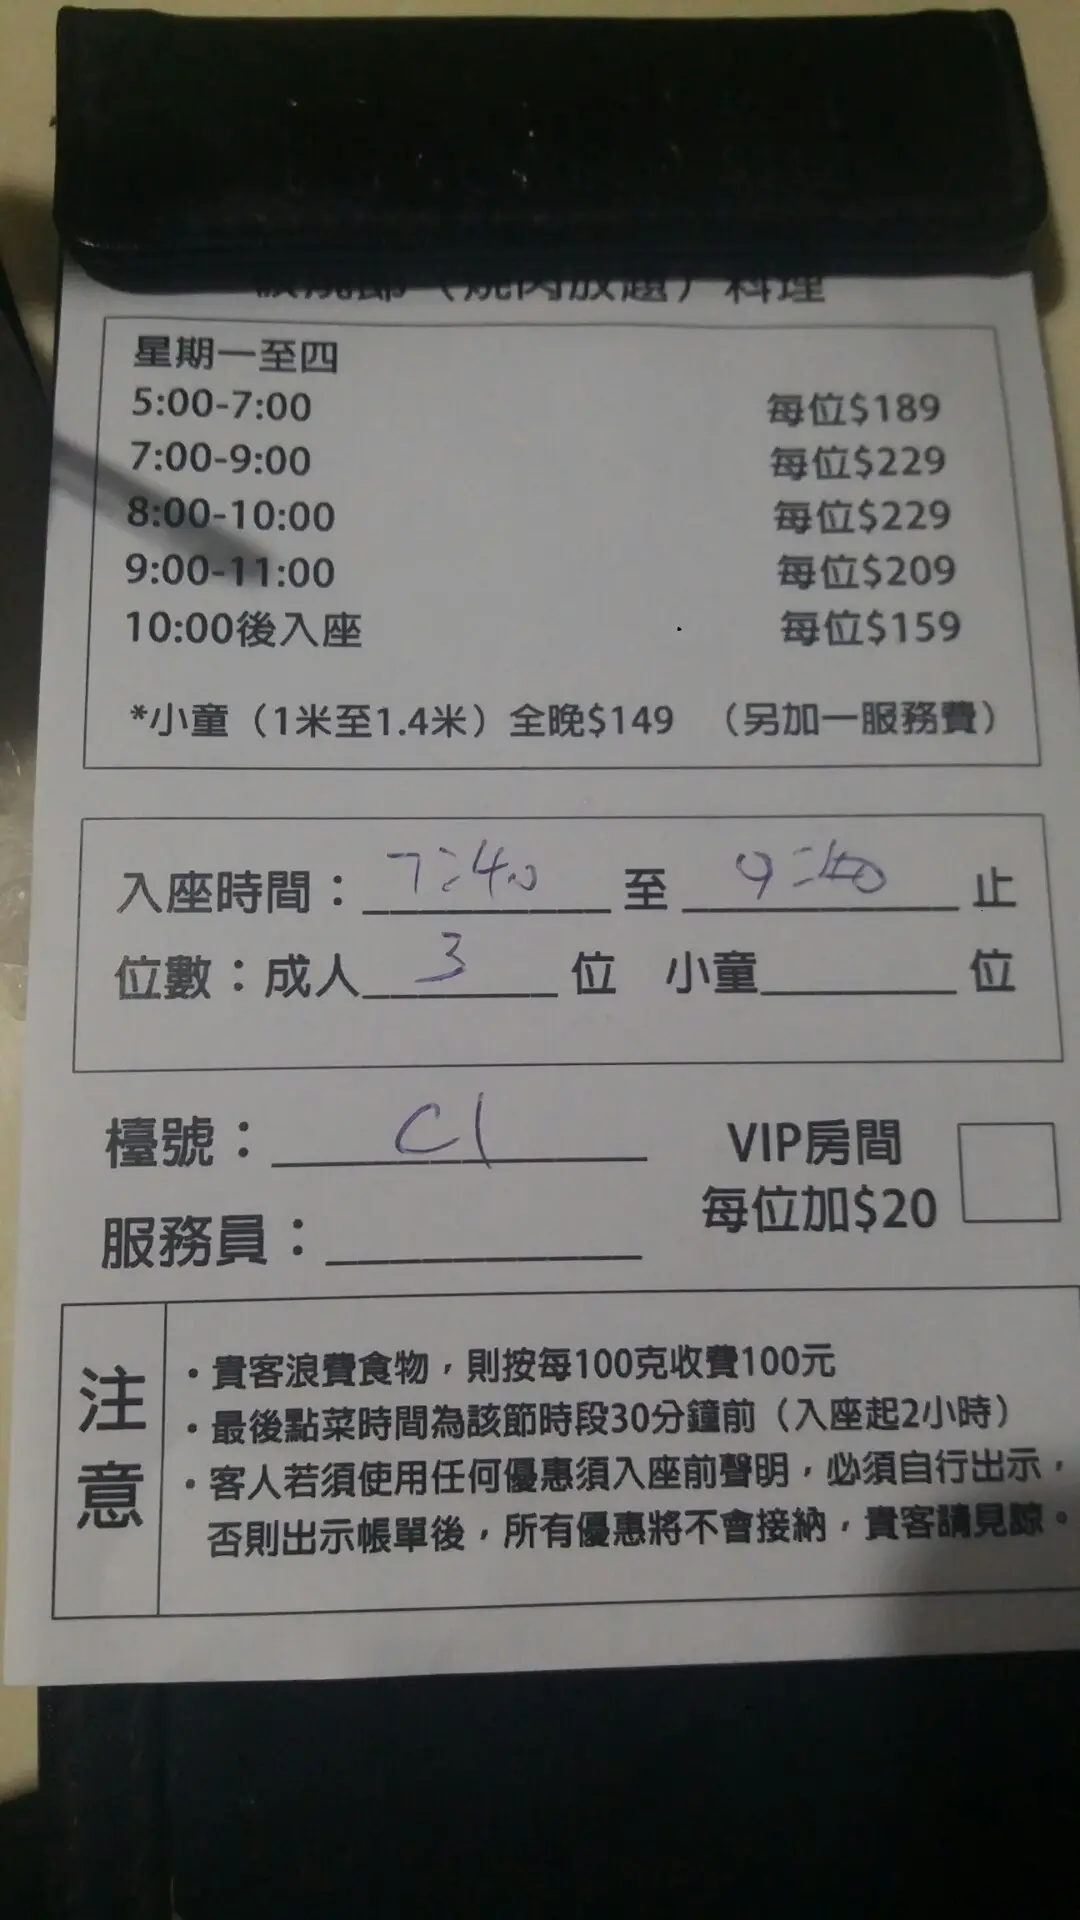 （燒肉放題）料理
星期一至四
5:00-7:00 每位$189
7:00-9:00 每位$229
8:00-10:00 每位$229
9:00-11:00 每位$209
10:00後入座 每位$159
*小童（1米至1.4米）全晚$149 （另加一服務費）
入座時間：7:40 至 9:40 止
位數：成人 3 位 小童 位
檯號：C1
VIP房間
每位加$20
服務員：
注意
・貴客浪費食物，則按每100克收費100元
・最後點菜時間為該節時段30分鐘前（入座起2小時）
・客人若須使用任何優惠須入座前聲明，必須自行出示，
否則出示帳單後，所有優惠將不會接納，貴客請見諒。